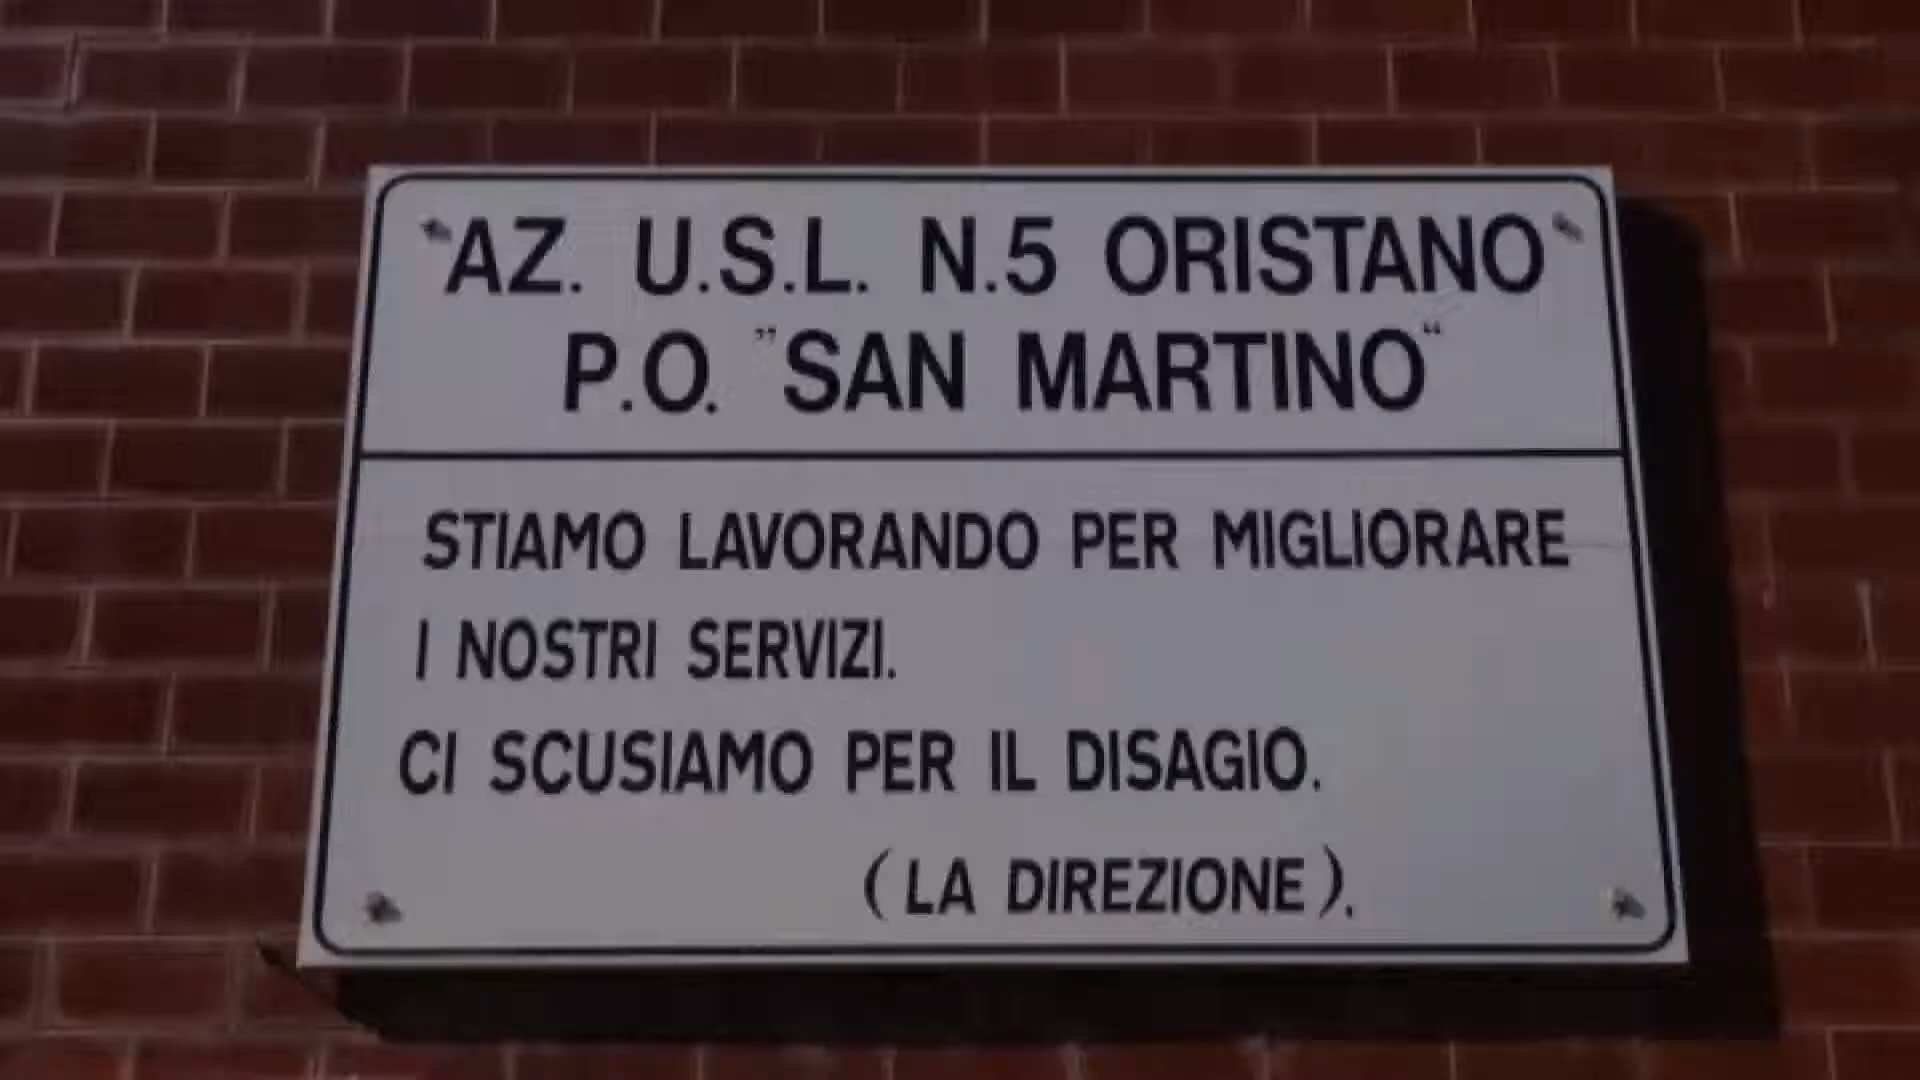 AZ. U.S.L. N.5 ORISTANO
P.O. ”SAN MARTINO“
STIAMO LAVORANDO PER MIGLIORARE
I NOSTRI SERVIZI.
CI SCUSIAMO PER IL DISAGIO.
(LA DIREZIONE).